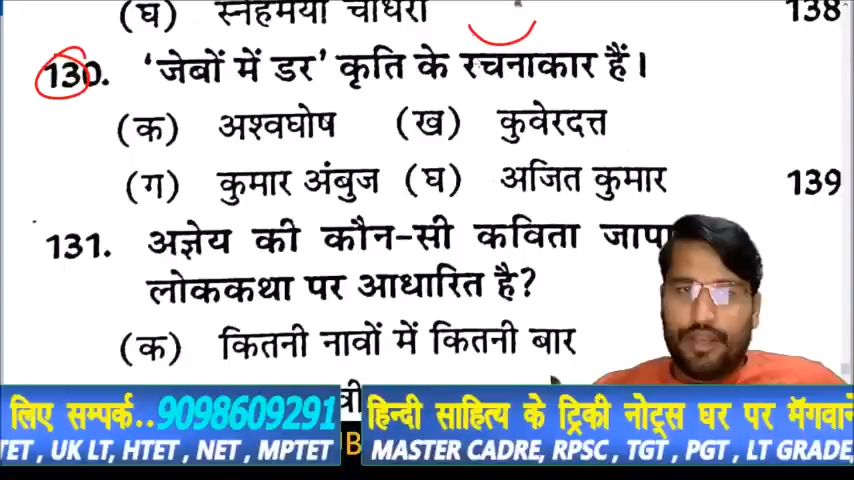 (घ) स्नेहमयी चौधरी
138
130. 'जेबों में डर' कृति के रचनाकार हैं।
(क) अश्वघोष (ख) कुवेरदत्त
(ग) कुमार अंबुज (घ) अजित कुमार
139
131. अज्ञेय की कौन-सी कविता जापा
लोककथा पर आधारित है?
(क) कितनी नावों में कितनी बार
लिए सम्पर्क..9098609291
हिन्दी साहित्य के ट्रिकी नोट्स घर पर मॅगवाने
TET , UK LT, HTET , NET , MPTET
MASTER CADRE, RPSC , TGT , PGT , LT GRADE,